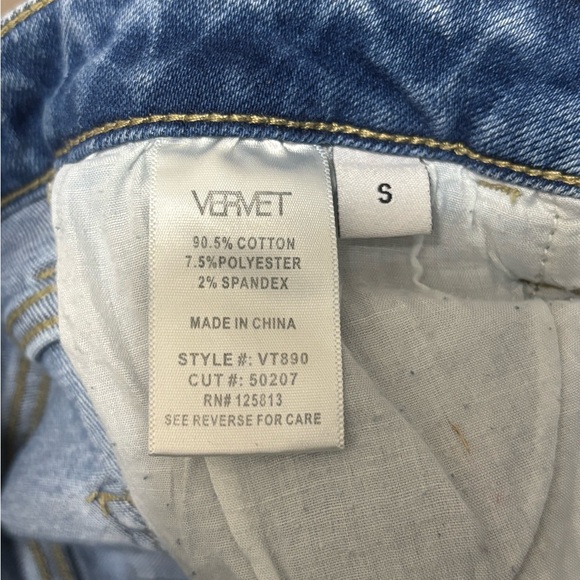 VERVET
S
90.5% COTTON
7.5%POLYESTER
2% SPANDEX
MADE IN CHINA
STYLE #: VT890
CUT #: 50207
RN# 125813
SEE REVERSE FOR CARE